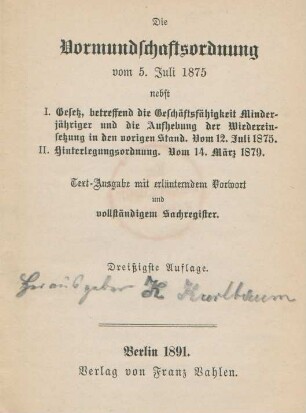 Die
Vormundschaftsordnung
vom 5. Juli 1875
nebst
I. Gesetz, betreffend die Geschäftsfähigkeit Minder-
jähriger und die Aufhebung der Wiederein-
setzung in den vorigen Stand. Vom 12. Juli 1875.
II. Hinterlegungsordnung. Vom 14. März 1879.
Text-Ausgabe mit erläuterndem Vorwort
und
vollständigem Sachregister.
Dreißigste Auflage.
Herausgeber K Kurlbaum
Berlin 1891.
Verlag von Franz Vahlen.